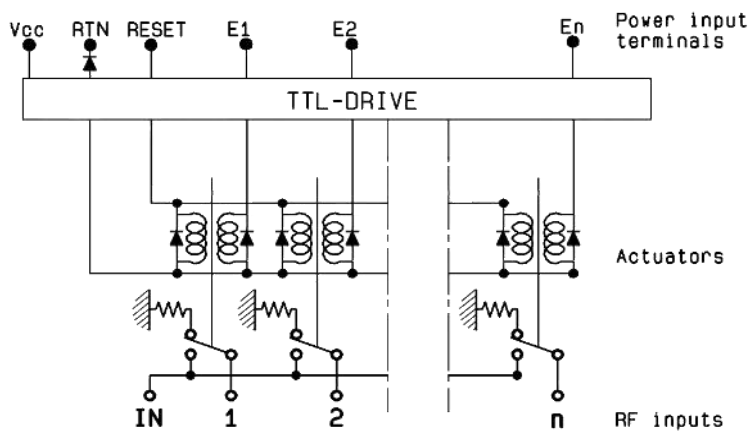 Vcc RTN RESET E1 E2 En Power input
terminals
TTL-DRIVE
Actuators
IN 1 2 n RF inputs